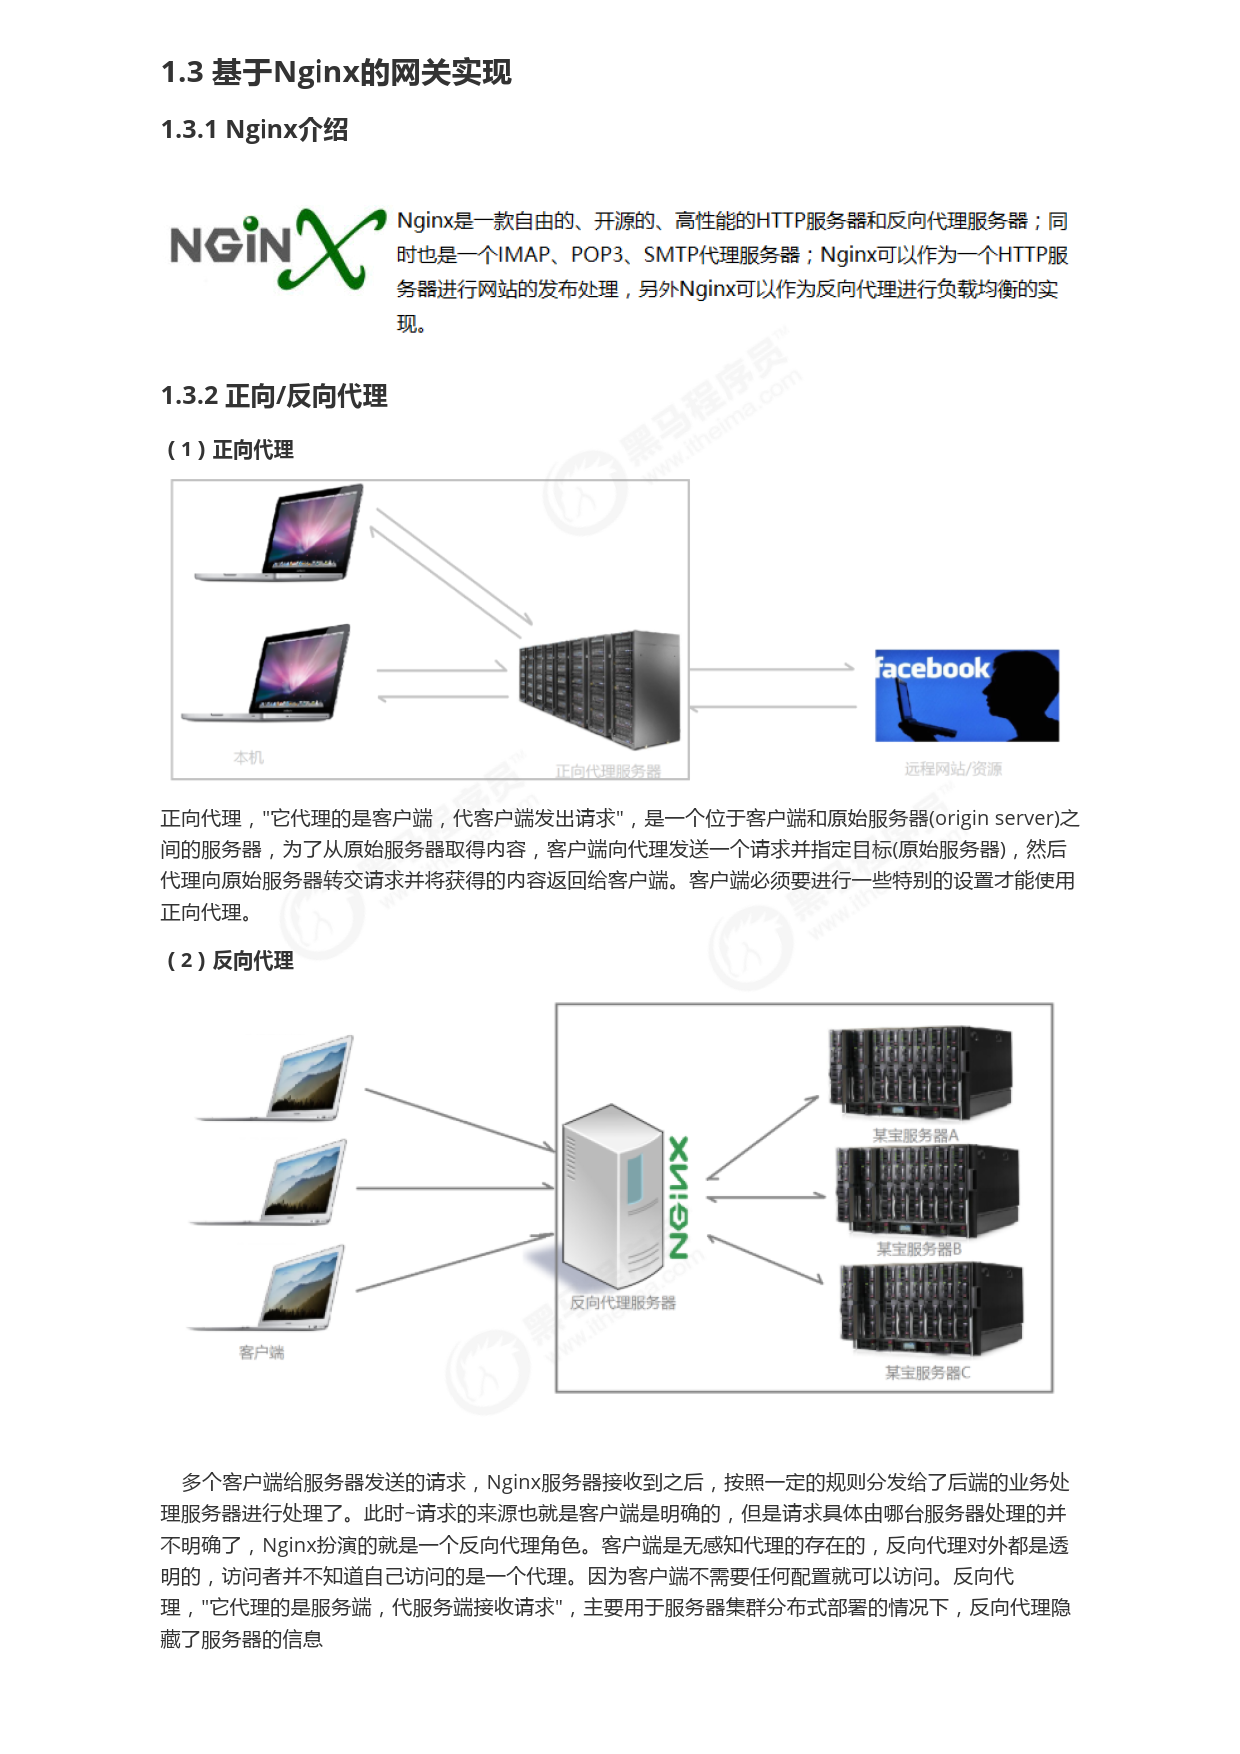 1.3 基于Nginx的网关实现
1.3.1 Nginx介绍
NGiNX
Nginx是一款自由的、开源的、高性能的HTTP服务器和反向代理服务器；同
时也是一个IMAP、POP3、SMTP代理服务器；Nginx可以作为一个HTTP服
务器进行网站的发布处理，另外Nginx可以作为反向代理进行负载均衡的实
现。
1.3.2 正向/反向代理
（1）正向代理
黑马程序员™
www.itheima.com
facebook
本机
正向代理服务器
远程网站/资源
正向代理，"它代理的是客户端，代客户端发出请求"，是一个位于客户端和原始服务器(origin server)之
间的服务器，为了从原始服务器取得内容，客户端向代理发送一个请求并指定目标(原始服务器)，然后
代理向原始服务器转交请求并将获得的内容返回给客户端。客户端必须要进行一些特别的设置才能使用
正向代理。
（2）反向代理
某宝服务器A
NGiNX
某宝服务器B
反向代理服务器
客户端
某宝服务器C
多个客户端给服务器发送的请求，Nginx服务器接收到之后，按照一定的规则分发给了后端的业务处
理服务器进行处理了。此时~请求的来源也就是客户端是明确的，但是请求具体由哪台服务器处理的并
不明确了，Nginx扮演的就是一个反向代理角色。客户端是无感知代理的存在的，反向代理对外都是透
明的，访问者并不知道自己访问的是一个代理。因为客户端不需要任何配置就可以访问。反向代
理，"它代理的是服务端，代服务端接收请求"，主要用于服务器集群分布式部署的情况下，反向代理隐
藏了服务器的信息